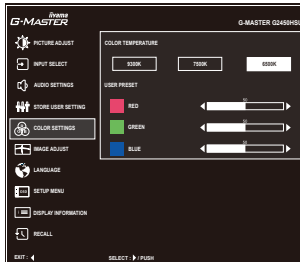 iiyama
G-MASTER
G-MASTER G2450HSU
PICTURE ADJUST
INPUT SELECT
AUDIO SETTINGS
STORE USER SETTING
COLOR SETTINGS
IMAGE ADJUST
LANGUAGE
SETUP MENU
DISPLAY INFORMATION
RECALL
COLOR TEMPERATURE
9300K
7500K
6500K
USER PRESET
RED
50
GREEN
50
BLUE
50
EXIT :
SELECT : / PUSH